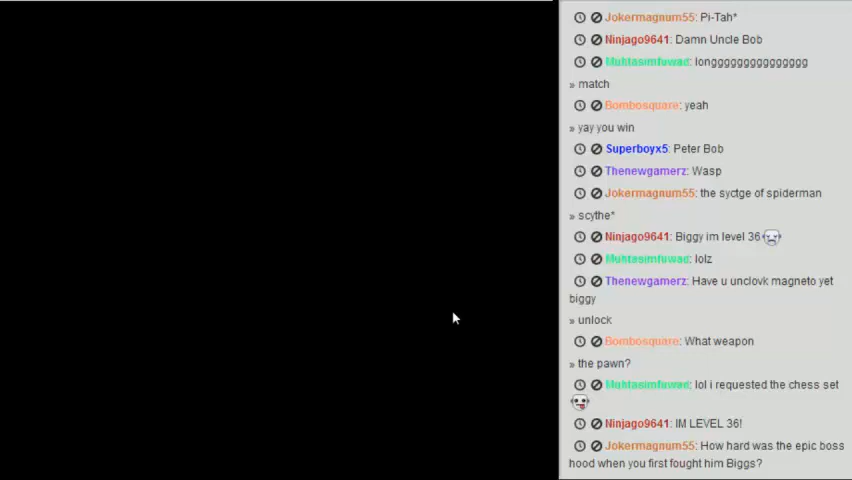 Jokermagnum55: Pi-Tah*
Ninjago9641: Damn Uncle Bob
Muhtasimfuwad: longggggggggggggggg
» match
Bombosquare: yeah
» yay you win
Superboyx5: Peter Bob
Thenewgamerz: Wasp
Jokermagnum55: the syctge of spiderman
» scythe*
Ninjago9641: Biggy im level 36
Muhtasimfuwad: lolz
Thenewgamerz: Have u unclovk magneto yet
biggy
» unlock
Bombosquare: What weapon
» the pawn?
Muhtasimfuwad: lol i requested the chess set
Ninjago9641: IM LEVEL 36!
Jokermagnum55: How hard was the epic boss
hood when you first fought him Biggs?